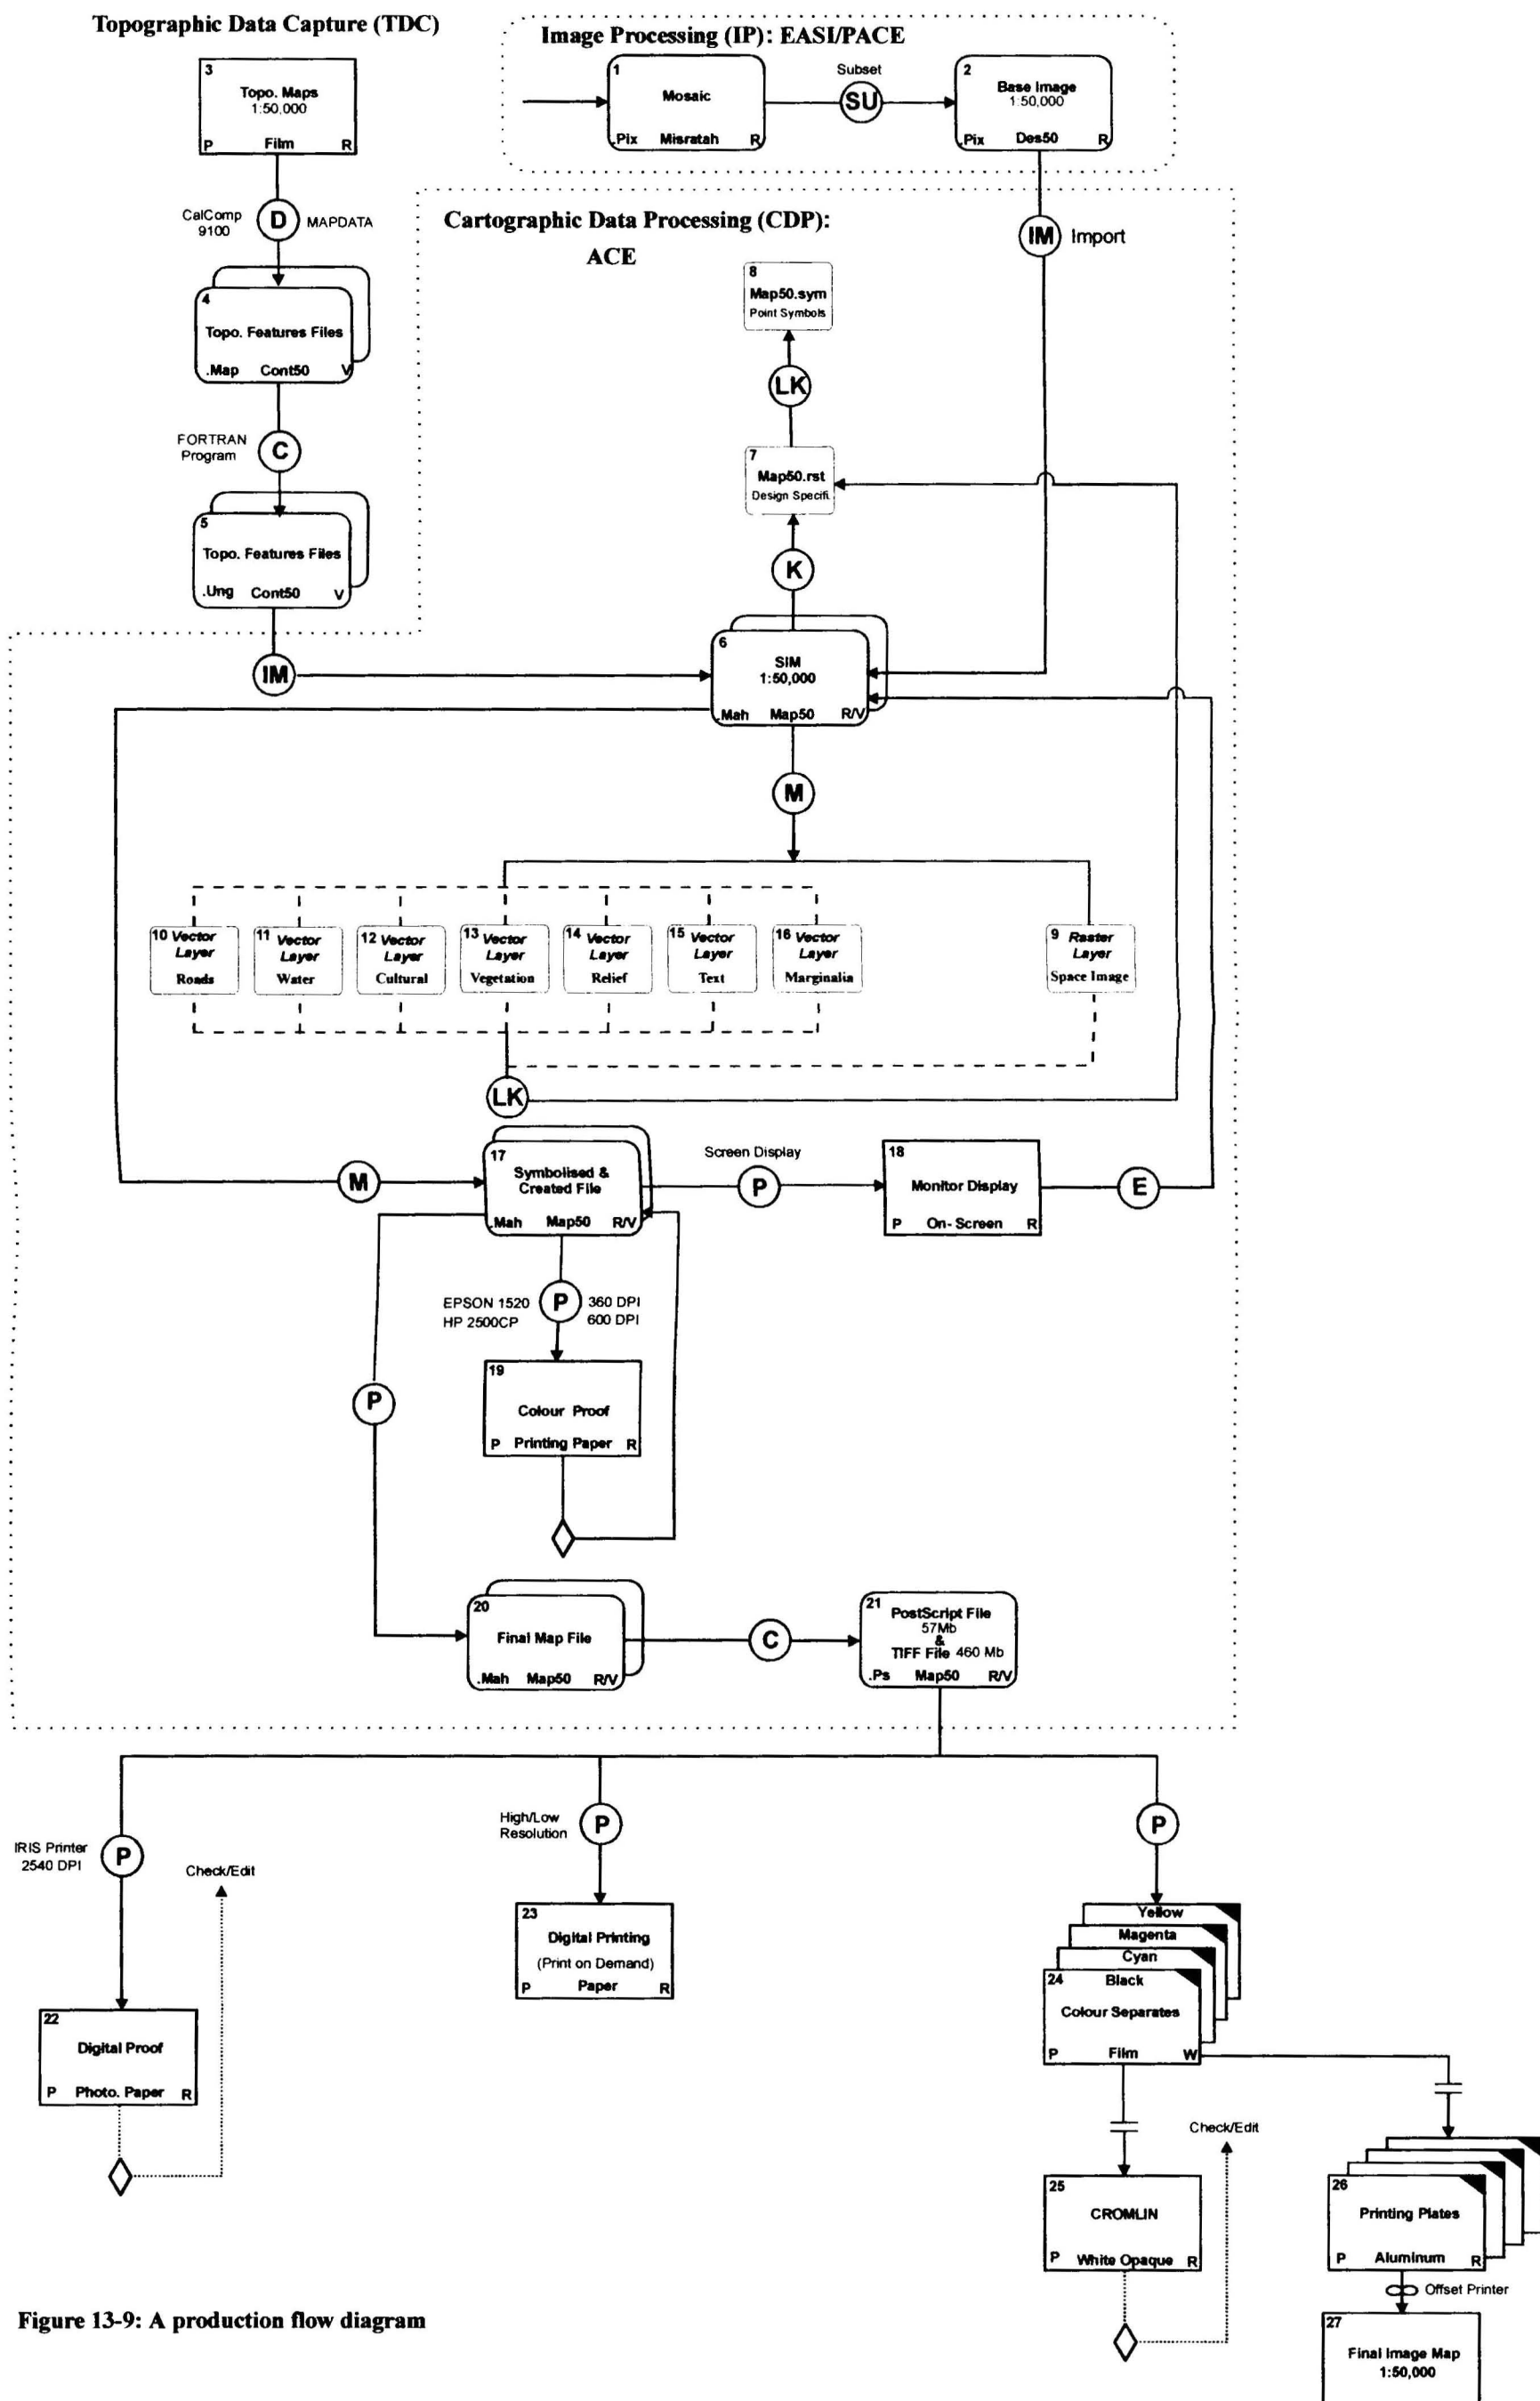 Topographic Data Capture (TDC)
Image Processing (IP): EASI/PACE
3
Topo. Maps
1:50,000
P Film R
1
Mosaic
.Pix Misratah R
Subset
SU
2
Base Image
1:50,000
.Pix Des50 R
CalComp
9100
D
MAPDATA
Cartographic Data Processing (CDP):
ACE
IM
Import
4
Topo. Features Files
.Map Cont50 V
8
Map50.sym
Point Symbols
LK
FORTRAN
Program
C
7
Map50.rst
Design Specifi.
5
Topo. Features Files
.Ung Cont50 V
K
IM
6
SIM
1:50,000
.Mah Map50 R/V
M
10 Vector
Layer
Roads
11 Vector
Layer
Water
12 Vector
Layer
Cultural
13 Vector
Layer
Vegetation
14 Vector
Layer
Relief
15 Vector
Layer
Text
16 Vector
Layer
Marginalia
9 Raster
Layer
Space Image
LK
M
17
Symbolised &
Created File
.Mah Map50 R/V
Screen Display
P
18
Monitor Display
P On-Screen R
E
EPSON 1520
HP 2500CP
P
360 DPI
600 DPI
19
Colour Proof
P Printing Paper R
P
20
Final Map File
.Mah Map50 R/V
C
21
PostScript File
57Mb
&
TIFF File 460 Mb
.Ps Map50 R/V
IRIS Printer
2540 DPI
P
Check/Edit
High/Low
Resolution
P
P
22
Digital Proof
P Photo. Paper R
23
Digital Printing
(Print on Demand)
P Paper R
Yellow
Magenta
Cyan
24 Black
Colour Separates
P Film W
Check/Edit
25
CROMLIN
P White Opaque R
26
Printing Plates
P Aluminum R
Offset Printer
27
Final Image Map
1:50,000
Figure 13-9: A production flow diagram